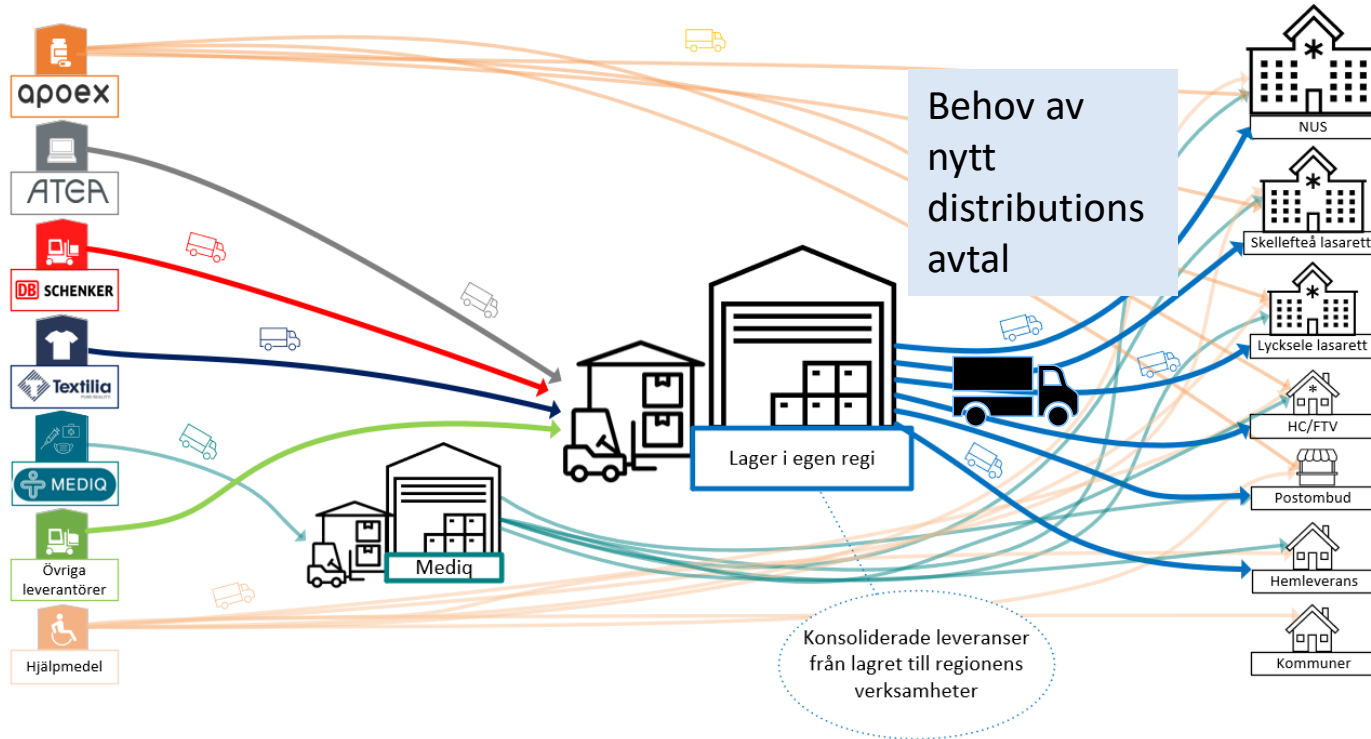 apoex
ATEA
DB SCHENKER
Textilia
PURE REALITY
MEDIQ
Övriga
leverantörer
Hjälpmedel
Mediq
Lager i egen regi
Behov av
nytt
distributions
avtal
Konsoliderade leveranser
från lagret till regionens
verksamheter
NUS
Skellefteå lasarett
Lycksele lasarett
HC/FTV
Postombud
Hemleverans
Kommuner